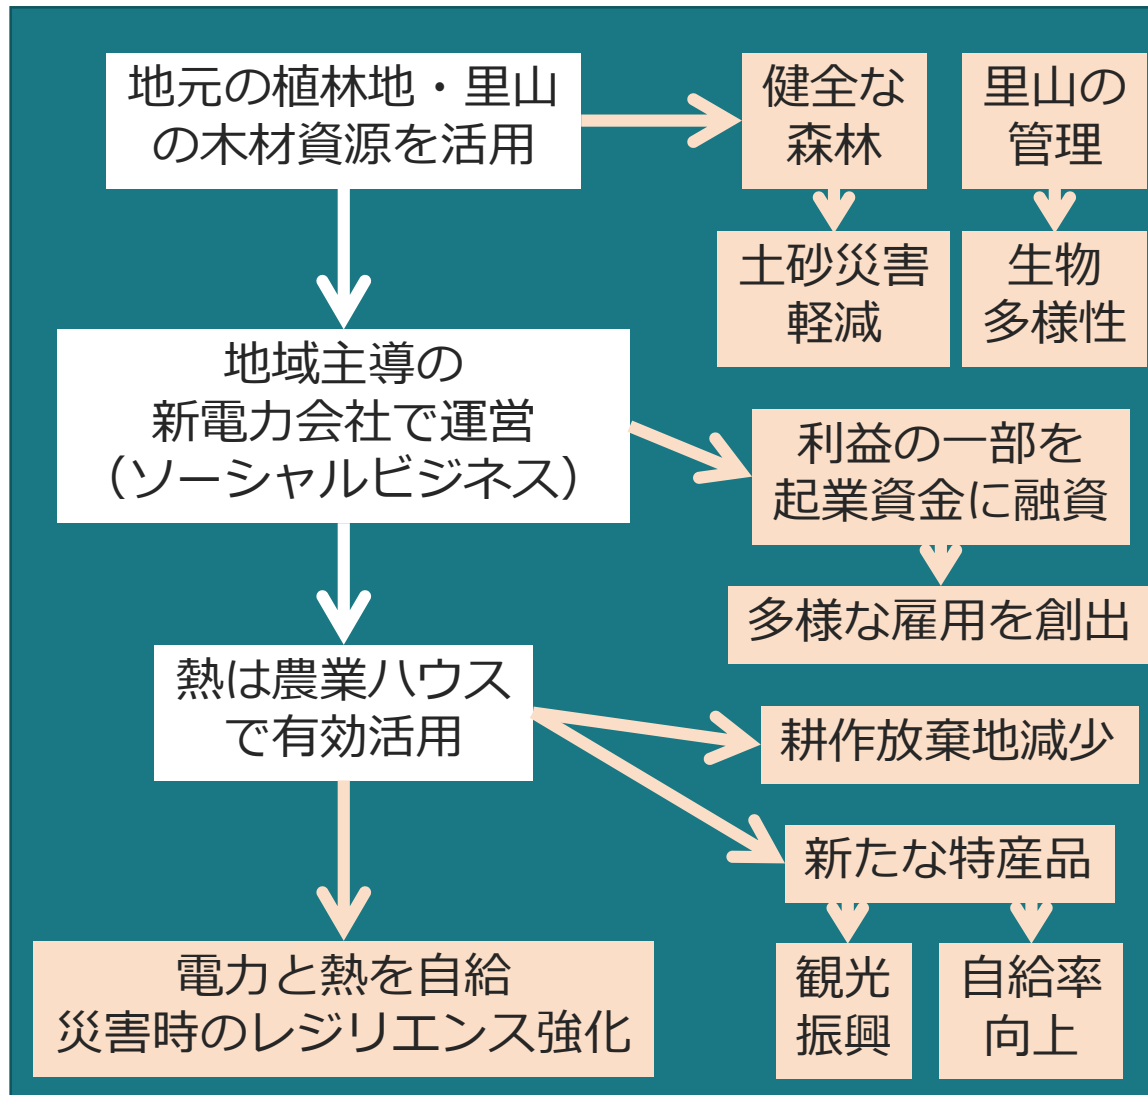 地元の植林地・里山
の木材資源を活用
健全な
森林
里山の
管理
土砂災害
軽減
生物
多様性
地域主導の
新電力会社で運営
（ソーシャルビジネス）
利益の一部を
起業資金に融資
多様な雇用を創出
熱は農業ハウス
で有効活用
耕作放棄地減少
新たな特産品
観光
振興
自給率
向上
電力と熱を自給
災害時のレジリエンス強化